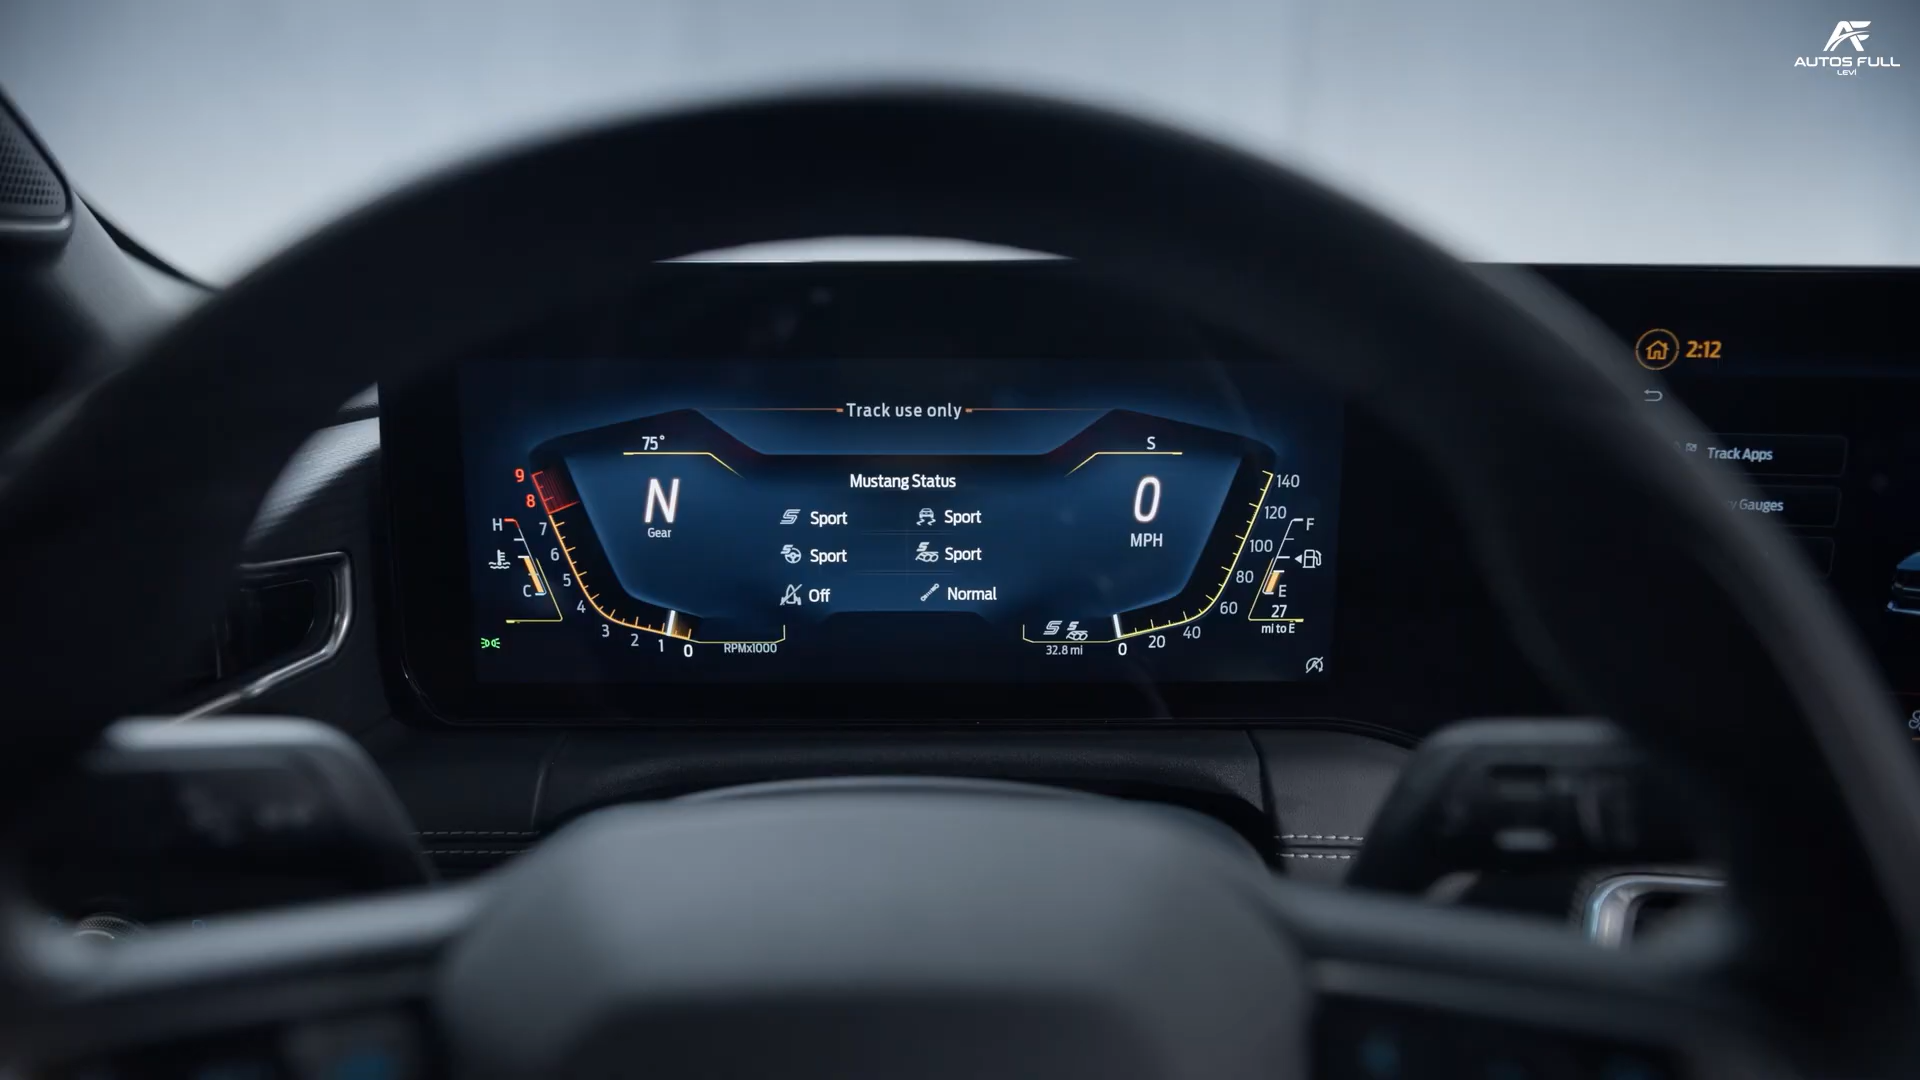 AF
AUTOS FULL
LEVÍ
2:12
Track Apps
Gauges
Track use only
75°
S
Mustang Status
N
Gear
0
MPH
Sport
Sport
Sport
Sport
Off
Normal
9
8
7
6
5
4
3
2
1
0
RPMx1000
H
C
140
120
100
80
60
40
20
0
F
E
27
mi to E
32.8 mi